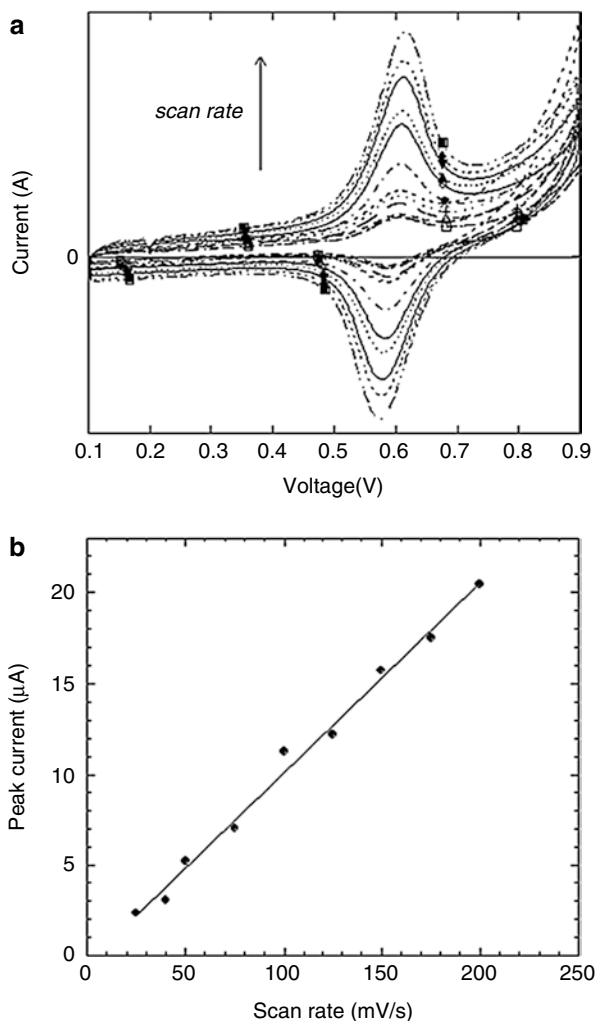 a
scan rate
Current (A)
0
0.1 0.2 0.3 0.4 0.5 0.6 0.7 0.8 0.9
Voltage(V)
b
20
15
10
5
0
Peak current (μA)
0 50 100 150 200 250
Scan rate (mV/s)